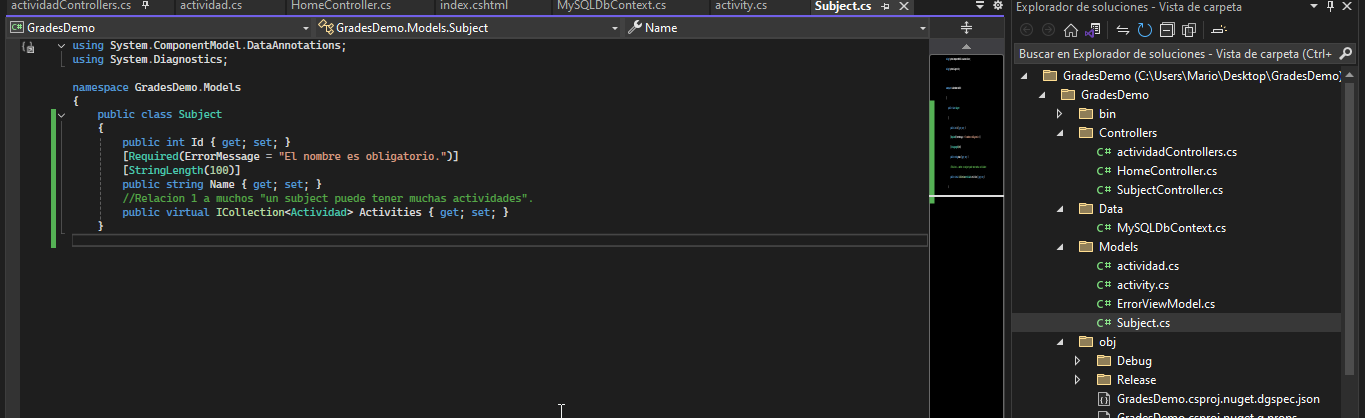 actividadControllers.cs
actividad.cs
HomeController.cs
index.cshtml
MySQLDbContext.cs
activity.cs
Subject.cs
GradesDemo
GradesDemo.Models.Subject
Name
using System.ComponentModel.DataAnnotations;
using System.Diagnostics;
namespace GradesDemo.Models
{
public class Subject
{
public int Id { get; set; }
[Required(ErrorMessage = "El nombre es obligatorio.")]
[StringLength(100)]
public string Name { get; set; }
//Relacion 1 a muchos "un subject puede tener muchas actividades".
public virtual ICollection<Actividad> Activities { get; set; }
}
Explorador de soluciones - Vista de carpeta
Buscar en Explorador de soluciones - Vista de carpeta (Ctrl+
GradesDemo (C:\Users\Mario\Desktop\GradesDemo)
GradesDemo
bin
Controllers
C# actividadControllers.cs
C# HomeController.cs
C# SubjectController.cs
Data
C# MySQLDbContext.cs
Models
C# actividad.cs
C# activity.cs
C# ErrorViewModel.cs
C# Subject.cs
obj
Debug
Release
GradesDemo.csproj.nuget.dgspec.json
GradesDemo.csproj.nuget.g.props